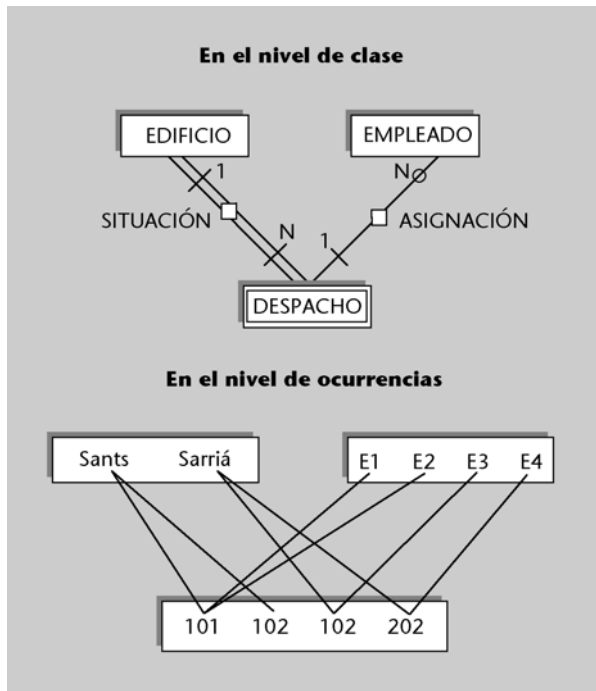 En el nivel de clase
EDIFICIO EMPLEADO
1 N
SITUACIÓN ASIGNACIÓN
N 1
DESPACHO
En el nivel de ocurrencias
Sants Sarriá E1 E2 E3 E4
101 102 102 202